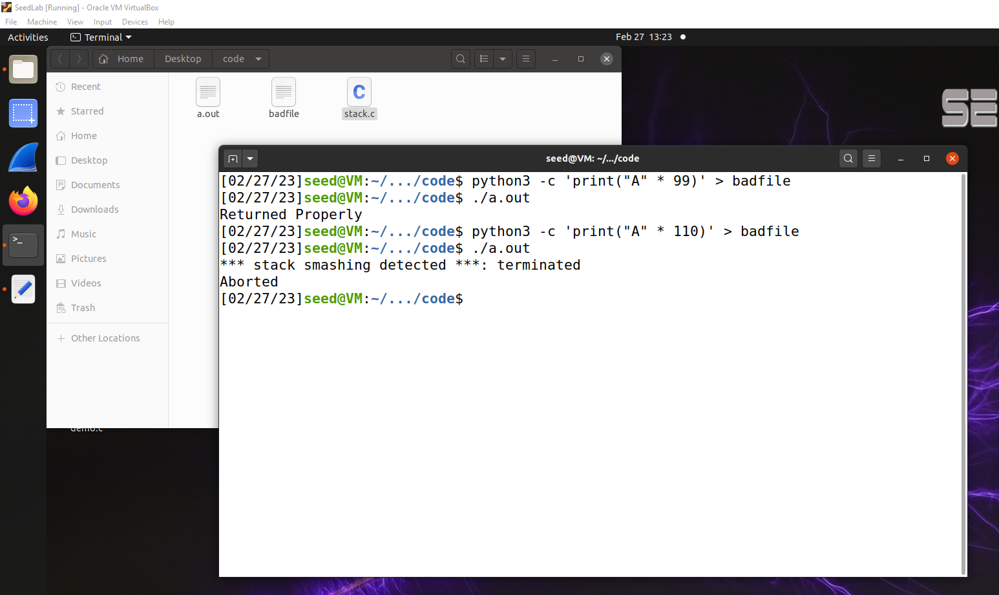 SeedLab [Running] - Oracle VM VirtualBox
File Machine View Input Devices Help
Activities Terminal Feb 27 13:23
Home Desktop code
Recent
Starred
Home
Desktop
Documents
Downloads
Music
Pictures
Videos
Trash
Other Locations
a.out badfile stack.c
SE
seed@VM: ~/.../code
[02/27/23]seed@VM:~/.../code$ python3 -c 'print("A" * 99)' > badfile
[02/27/23]seed@VM:~/.../code$ ./a.out
Returned Properly
[02/27/23]seed@VM:~/.../code$ python3 -c 'print("A" * 110)' > badfile
[02/27/23]seed@VM:~/.../code$ ./a.out
*** stack smashing detected ***: terminated
Aborted
[02/27/23]seed@VM:~/.../code$
demo.c